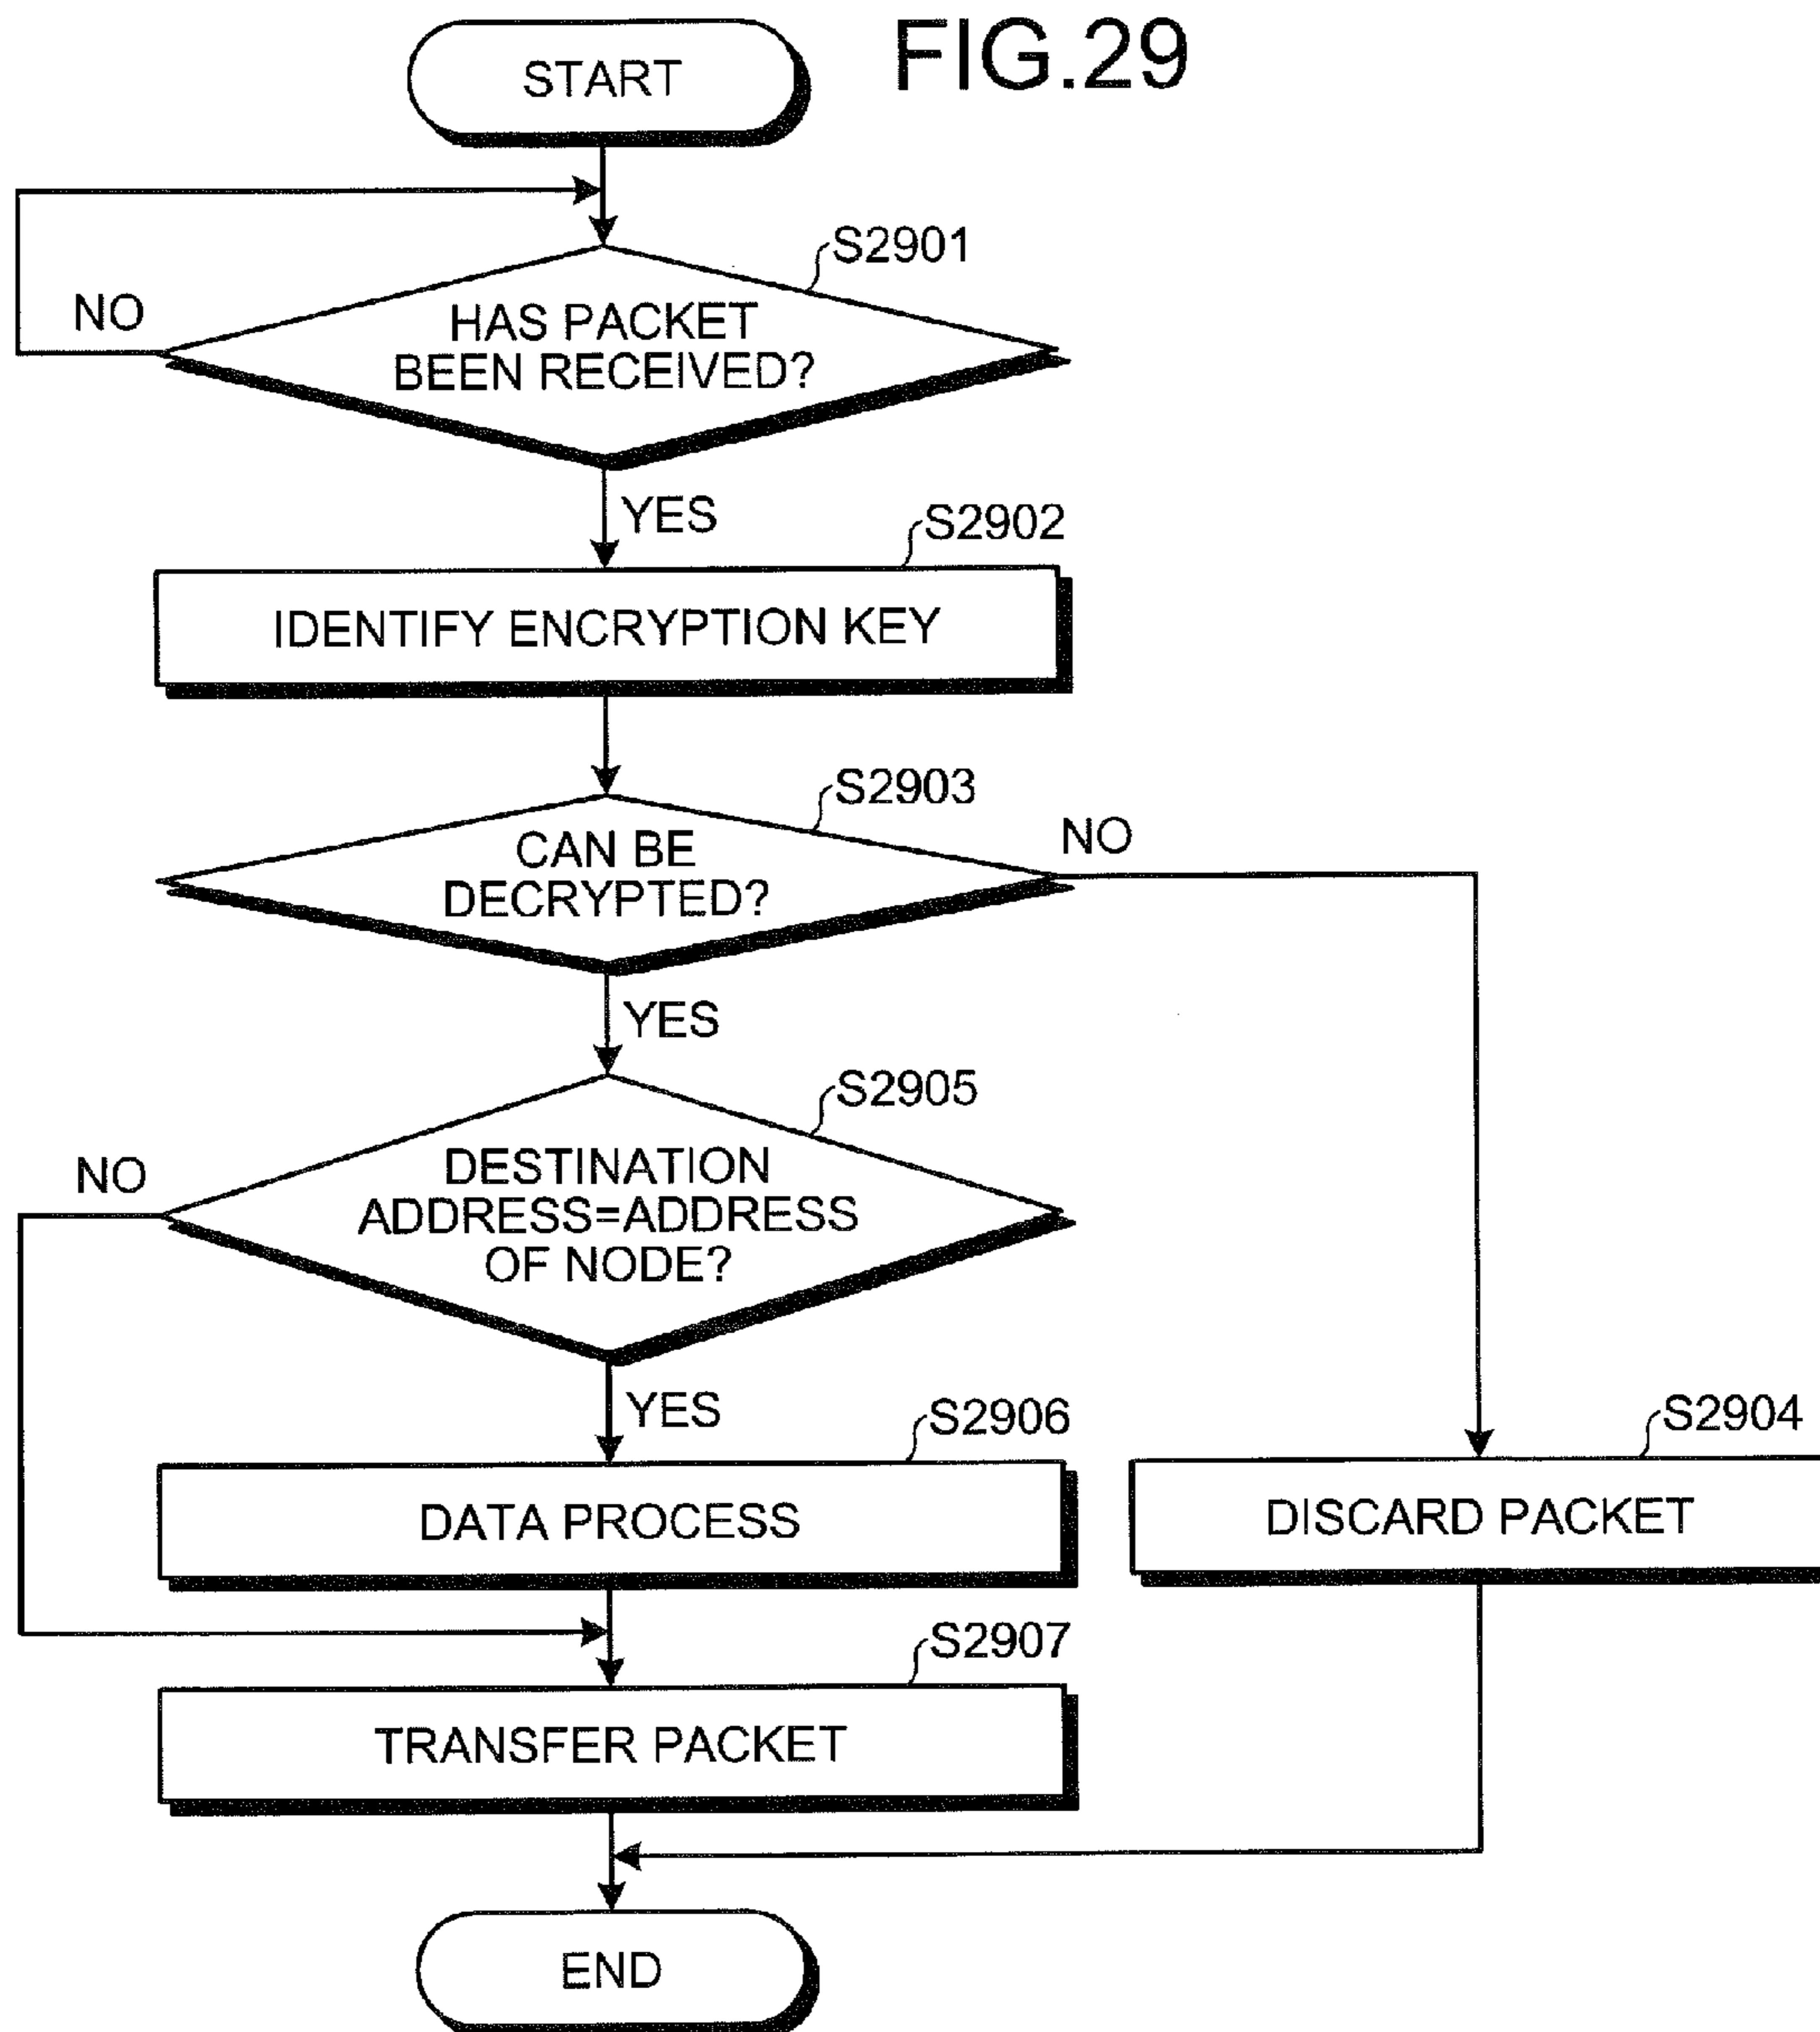 FIG.29
START
S2901
HAS PACKET
BEEN RECEIVED?
NO
YES
S2902
IDENTIFY ENCRYPTION KEY
S2903
CAN BE
DECRYPTED?
NO
YES
S2905
DESTINATION
ADDRESS=ADDRESS
OF NODE?
NO
YES
S2906
DATA PROCESS
S2904
DISCARD PACKET
S2907
TRANSFER PACKET
END